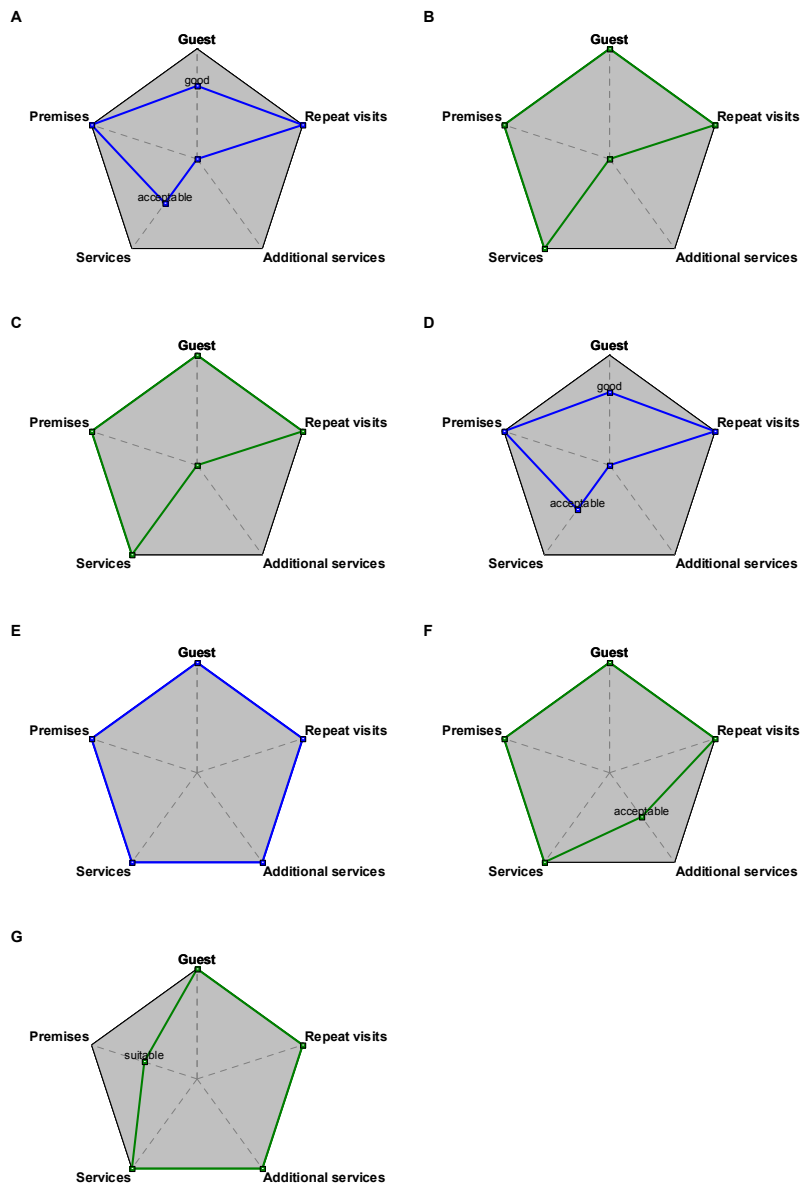 A
Guest
good
Premises
Repeat visits
acceptable
Services
Additional services
B
Guest
Premises
Repeat visits
Services
Additional services
C
Guest
Premises
Repeat visits
Services
Additional services
D
Guest
good
Premises
Repeat visits
acceptable
Services
Additional services
E
Guest
Premises
Repeat visits
Services
Additional services
F
Guest
Premises
Repeat visits
acceptable
Services
Additional services
G
Guest
Premises
Repeat visits
suitable
Services
Additional services